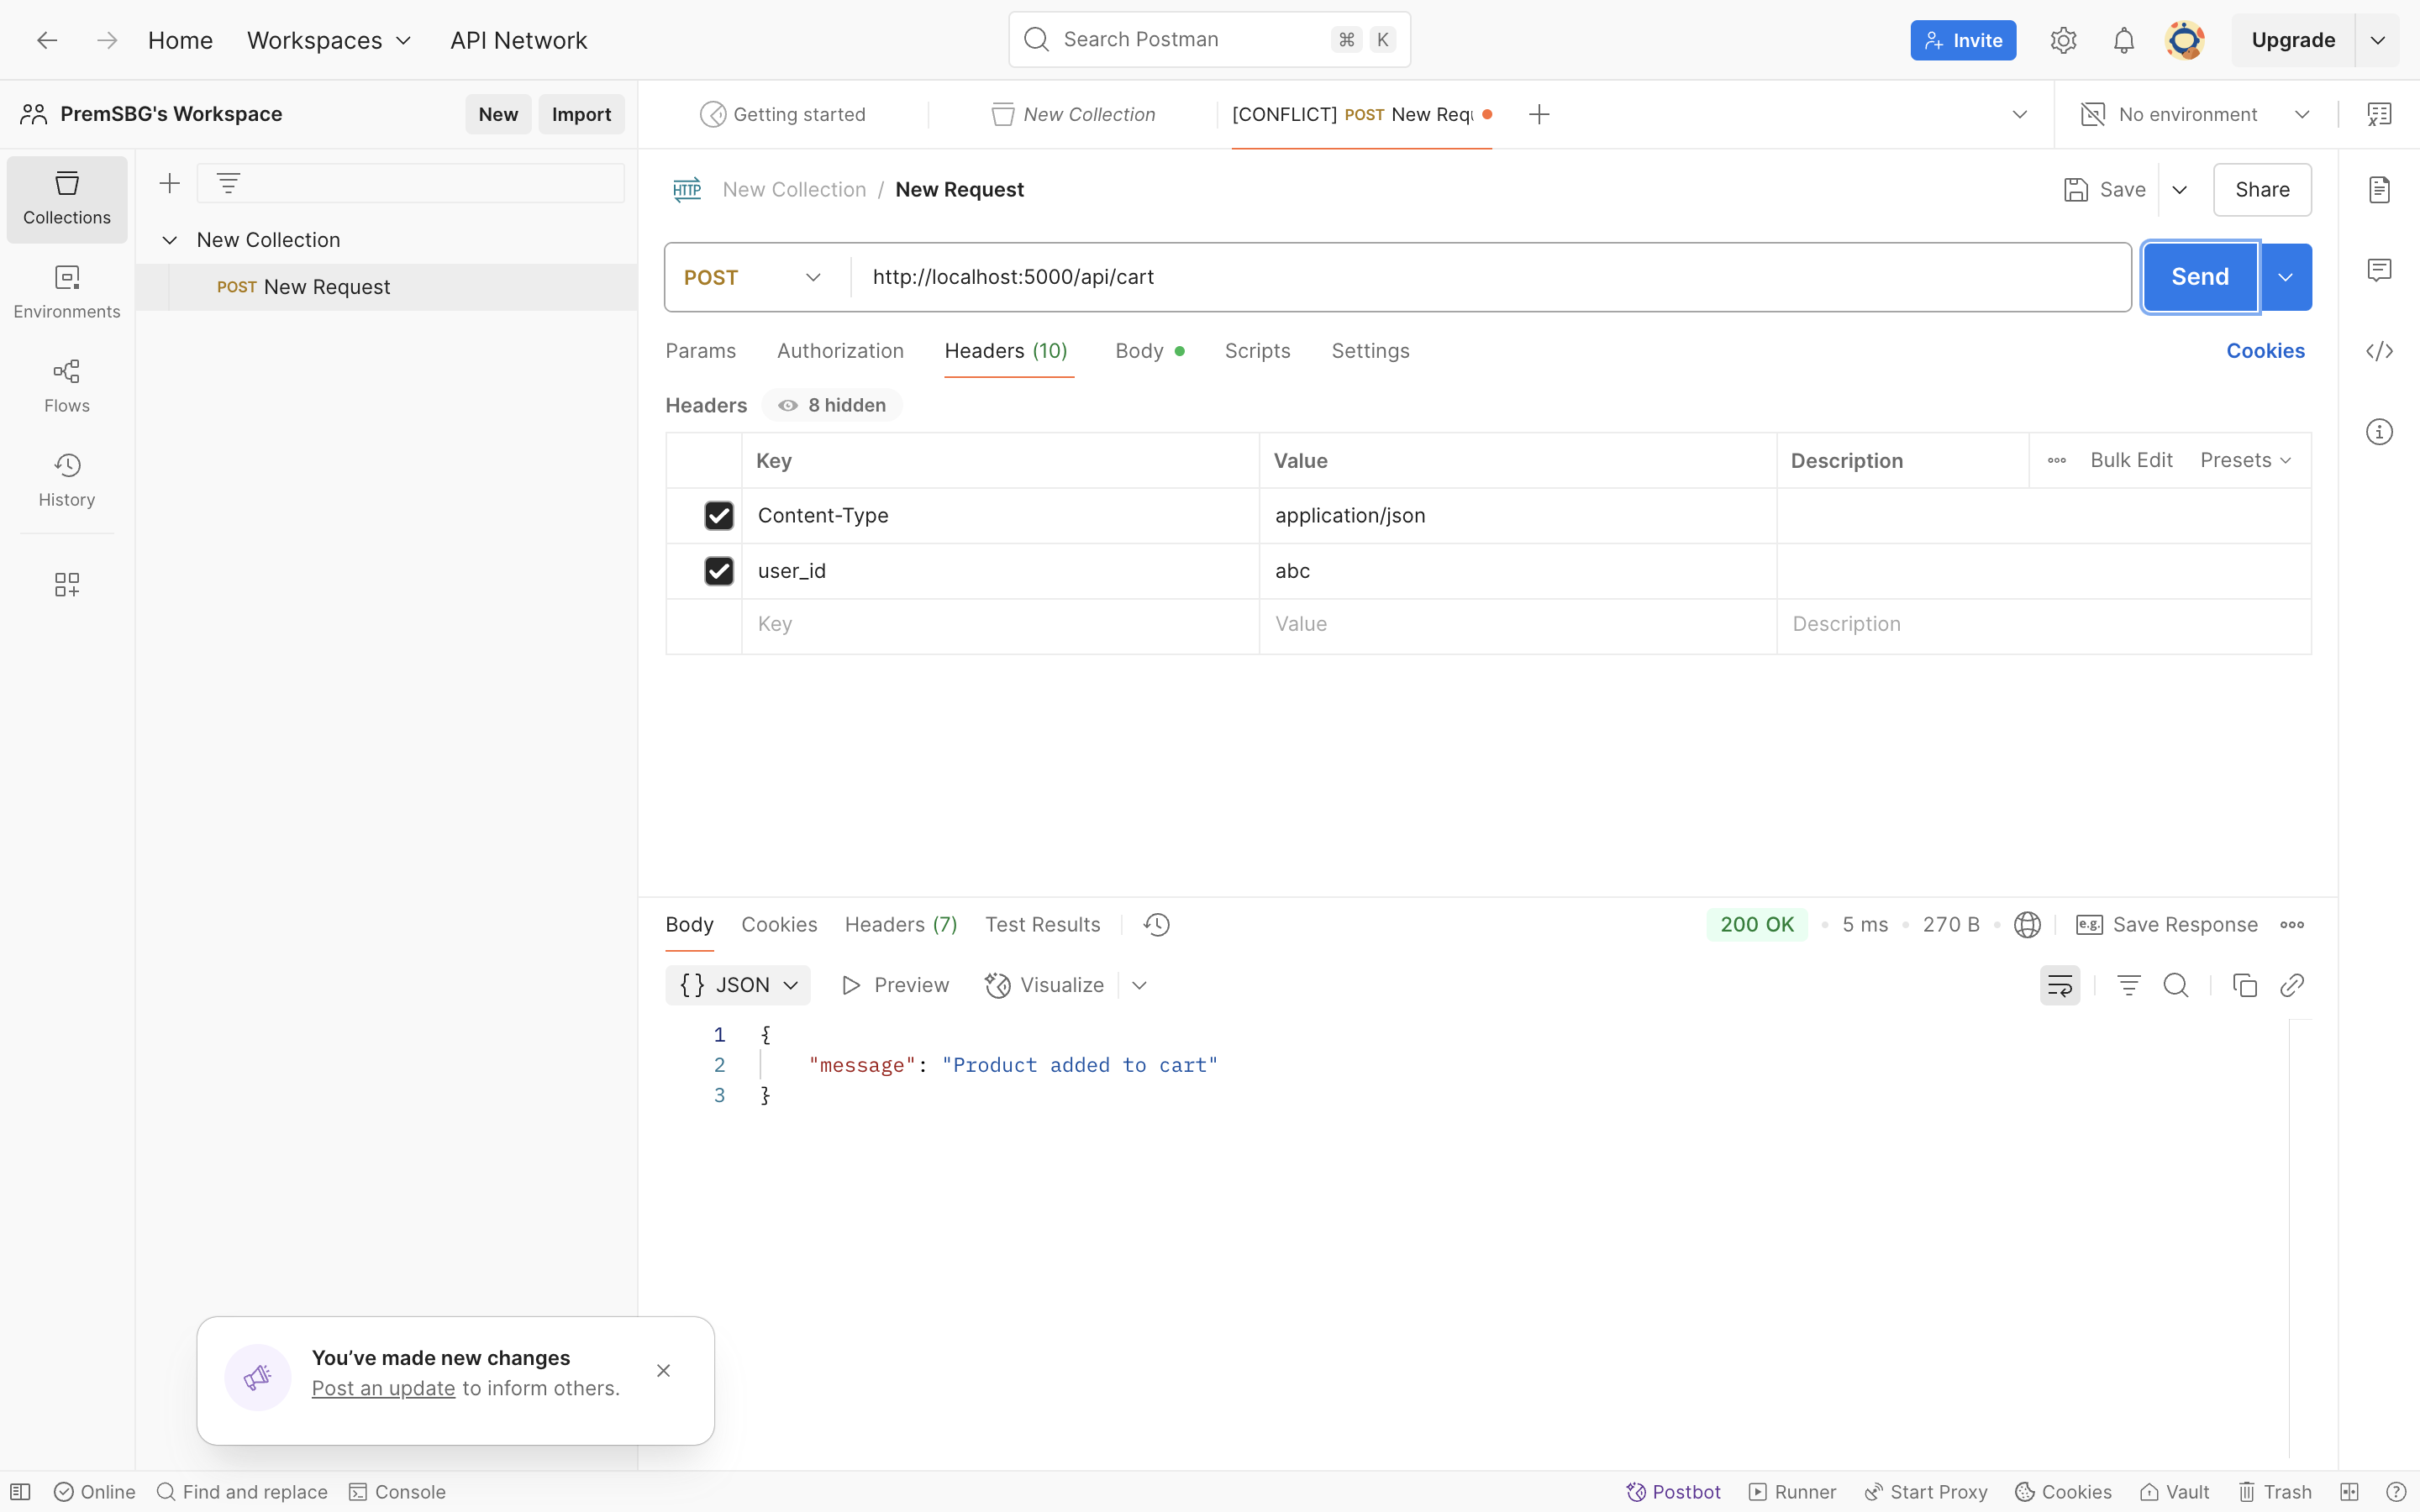 Home Workspaces API Network Search Postman ⌘ K Invite Upgrade
PremSBG's Workspace New Import Getting started New Collection [CONFLICT] POST New Req No environment
Collections
Environments
Flows
History
New Collection
POST New Request
HTTP New Collection / New Request Save Share
POST http://localhost:5000/api/cart Send
Params Authorization Headers (10) Body Scripts Settings Cookies
Headers 8 hidden
Key Value Description Bulk Edit Presets
Content-Type application/json
user_id abc
Key Value Description
Body Cookies Headers (7) Test Results 200 OK 5 ms 270 B e.g. Save Response
{} JSON Preview Visualize
1 {
2 "message": "Product added to cart"
3 }
You’ve made new changes
Post an update to inform others.
Online Find and replace Console Postbot Runner Start Proxy Cookies Vault Trash